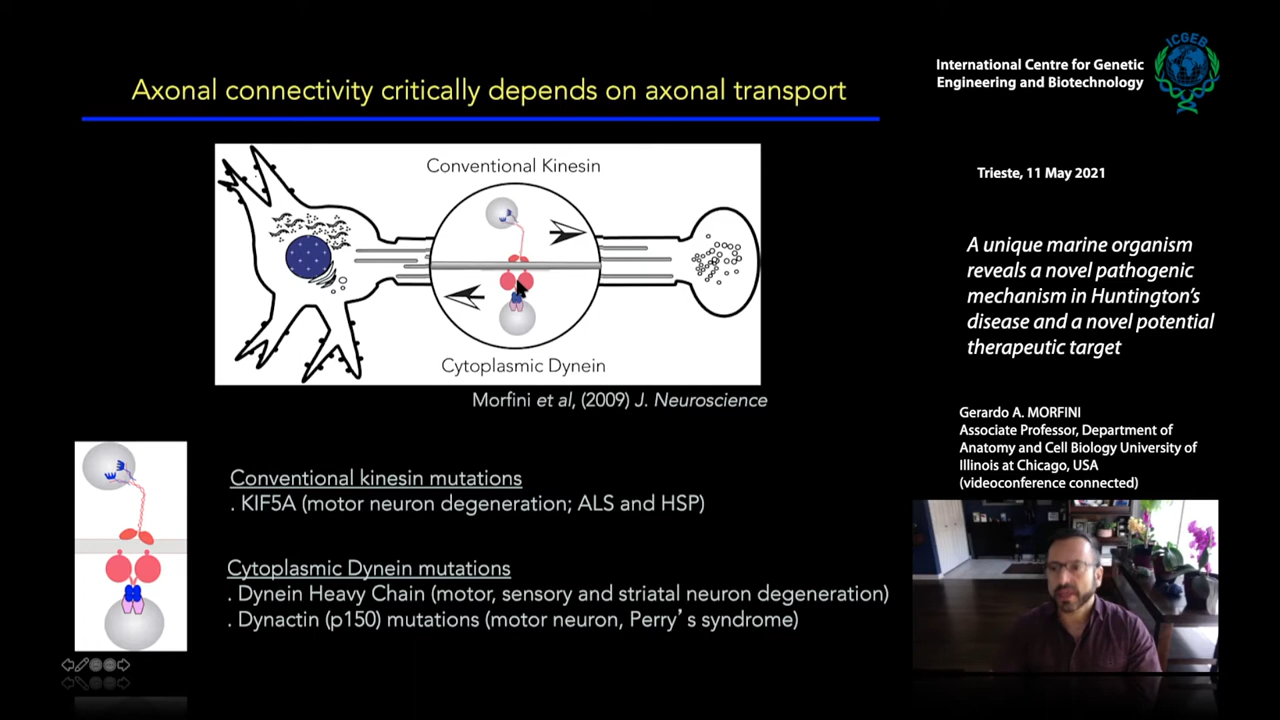 Axonal connectivity critically depends on axonal transport
Conventional Kinesin
Cytoplasmic Dynein
Morfini et al, (2009) J. Neuroscience
Conventional kinesin mutations
. KIF5A (motor neuron degeneration; ALS and HSP)
Cytoplasmic Dynein mutations
. Dynein Heavy Chain (motor, sensory and striatal neuron degeneration)
. Dynactin (p150) mutations (motor neuron, Perry's syndrome)
International Centre for Genetic
Engineering and Biotechnology
ICGEB
Trieste, 11 May 2021
A unique marine organism
reveals a novel pathogenic
mechanism in Huntington's
disease and a novel potential
therapeutic target
Gerardo A. MORFINI
Associate Professor, Department of
Anatomy and Cell Biology University of
Illinois at Chicago, USA
(videoconference connected)